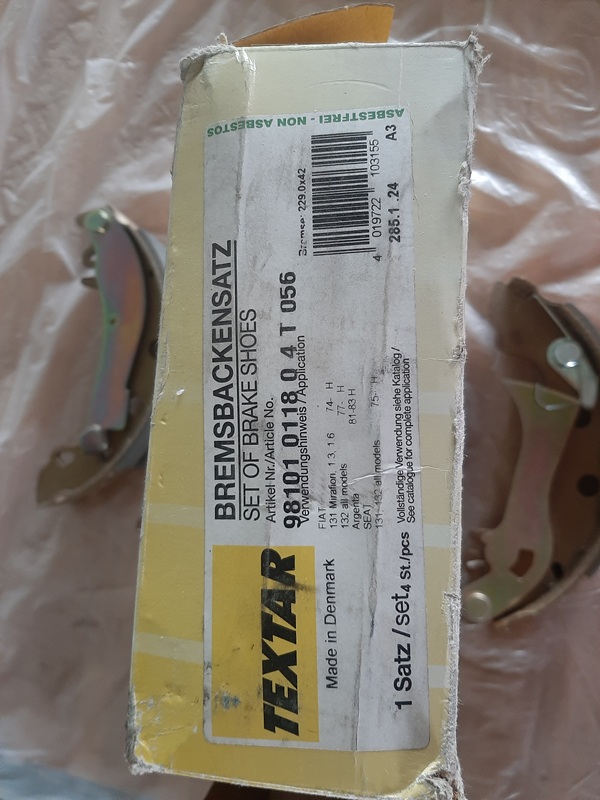 ASBESTFREI - NON ASBESTOS
BREMSBACKENSATZ
SET OF BRAKE SHOES
Artikel Nr./Article No.
98101 0118 0 4 T 056
Verwendungshinweis / Application
FIAT
131 Mirafiori, 1.3, 1.6 74- H
132 all models 77- H
Argenta 81-83 H
SEAT
131-132 all models 75- H
Vollständige Verwendung siehe Katalog /
See catalogue for complete application
Bremse: 229.0x42
4 019722 103155
285.1 .24 A3
TEXTAR
Made in Denmark
1 Satz / set 4 St./pcs